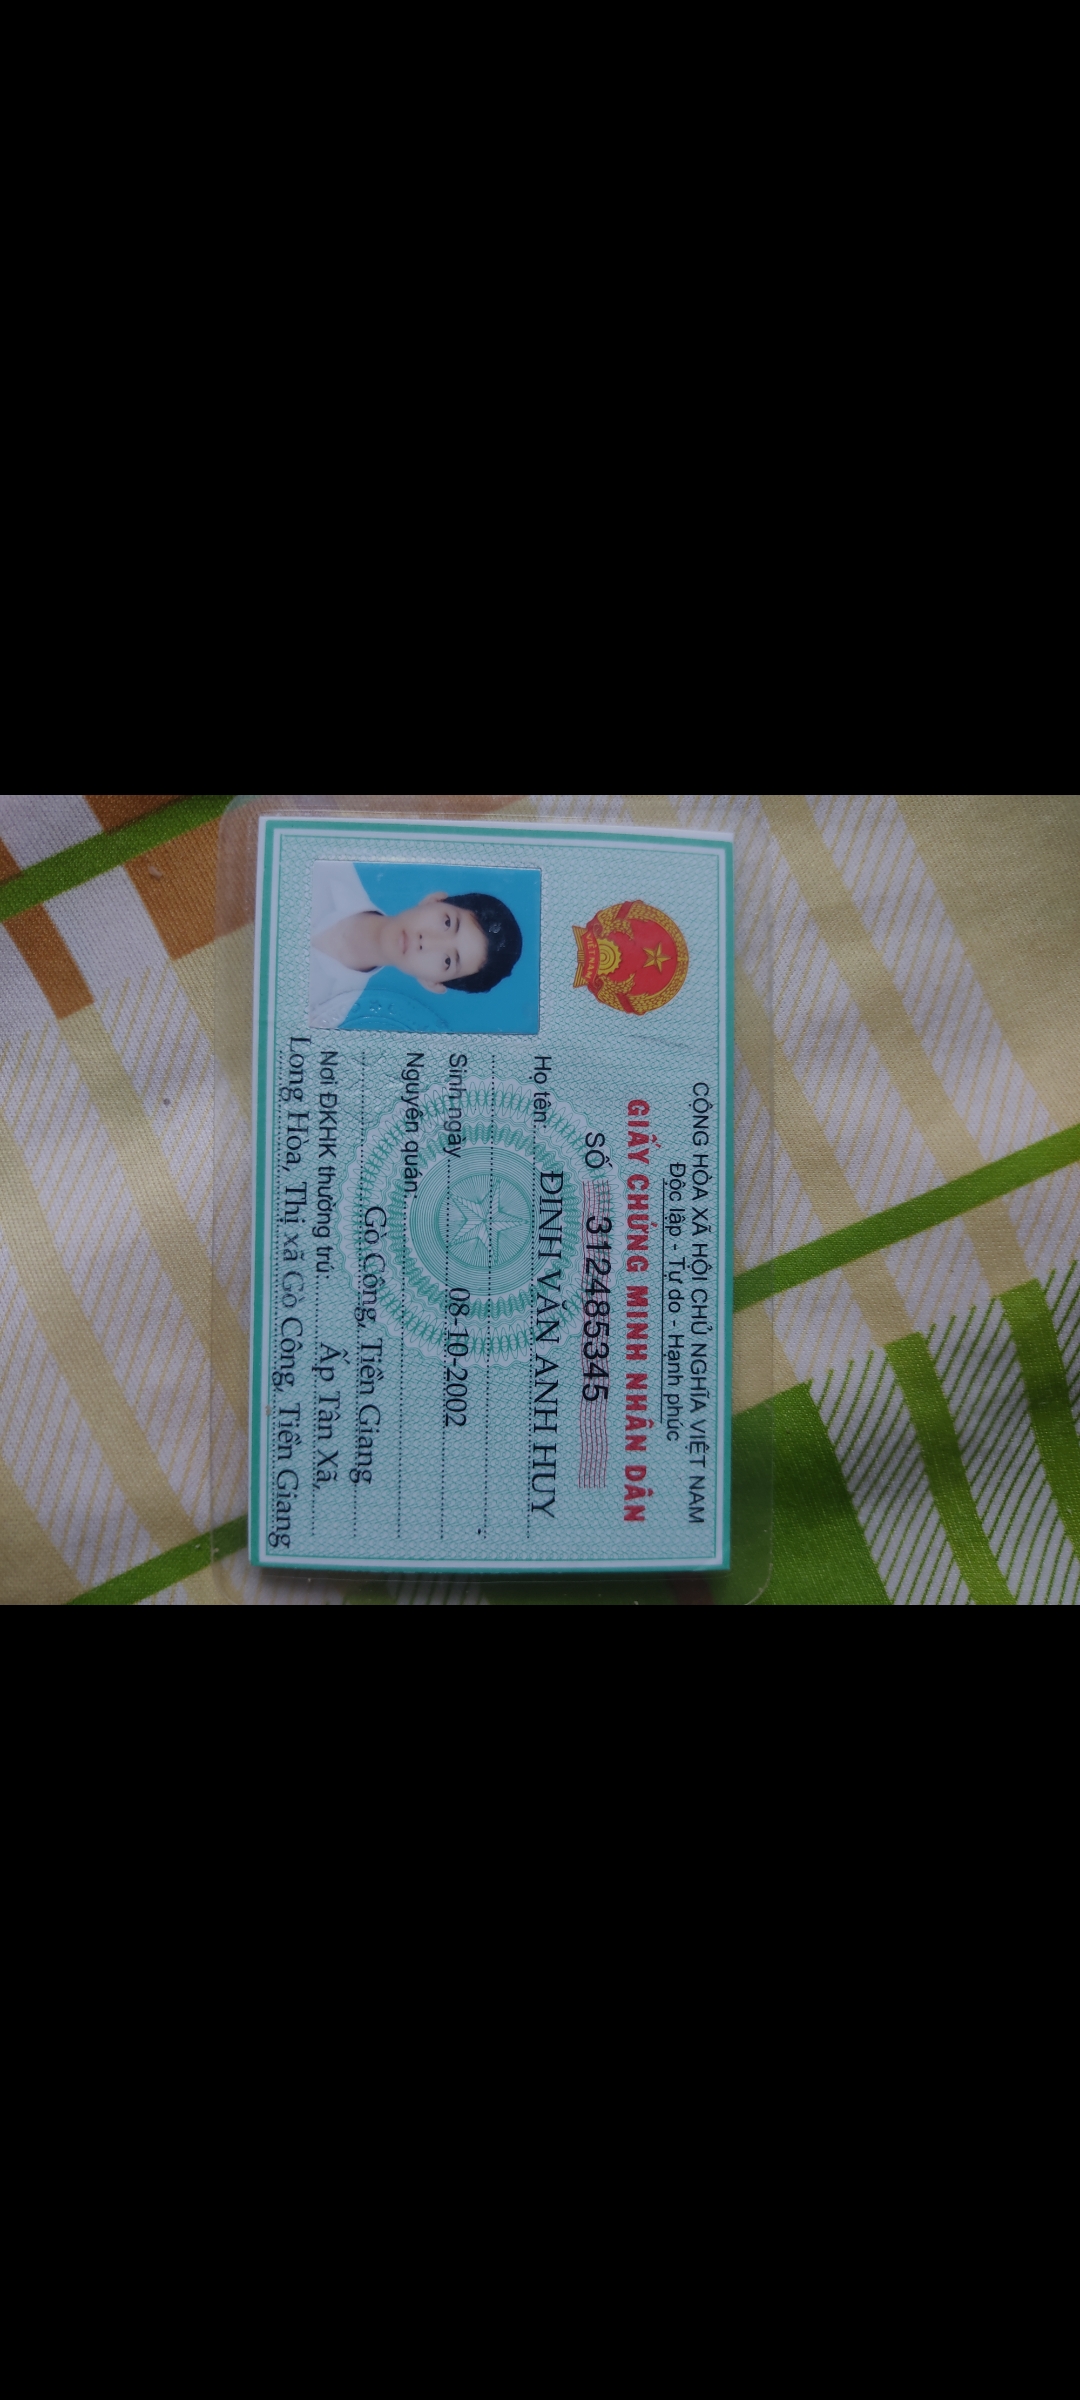 CỘNG HÒA XÃ HỘI CHỦ NGHĨA VIỆT NAM
Độc lập - Tự do - Hạnh phúc
GIẤY CHỨNG MINH NHÂN DÂN
SỐ 312485345
Họ tên: ĐINH VĂN ANH HUY
Sinh ngày 08-10-2002
Nguyên quán:
Gò Công, Tiền Giang
Nơi ĐKHK thường trú: Ấp Tân Xã,
Long Hòa, Thị xã Gò Công, Tiền Giang
VIỆT NAM